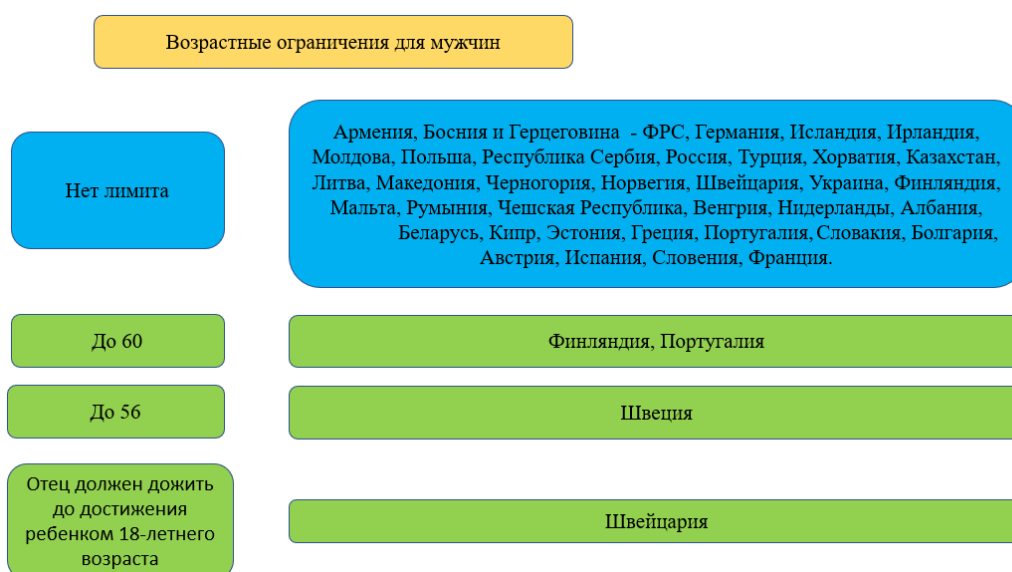 Возрастные ограничения для мужчин
Нет лимита
Армения, Босния и Герцеговина - ФРС, Германия, Исландия, Ирландия,
Молдова, Польша, Республика Сербия, Россия, Турция, Хорватия, Казахстан,
Литва, Македония, Черногория, Норвегия, Швейцария, Украина, Финляндия,
Мальта, Румыния, Чешская Республика, Венгрия, Нидерланды, Албания,
Беларусь, Кипр, Эстония, Греция, Португалия, Словакия, Болгария,
Австрия, Испания, Словения, Франция.
До 60
Финляндия, Португалия
До 56
Швеция
Отец должен дожить
до достижения
ребенком 18-летнего
возраста
Швейцария